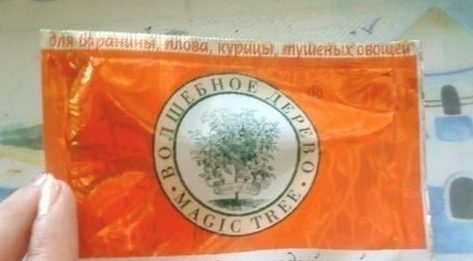 для баранины, плова, курицы, тушеных овощей
ВОЛШЕБНОЕ ДЕРЕВО
• MAGIC TREE •
®